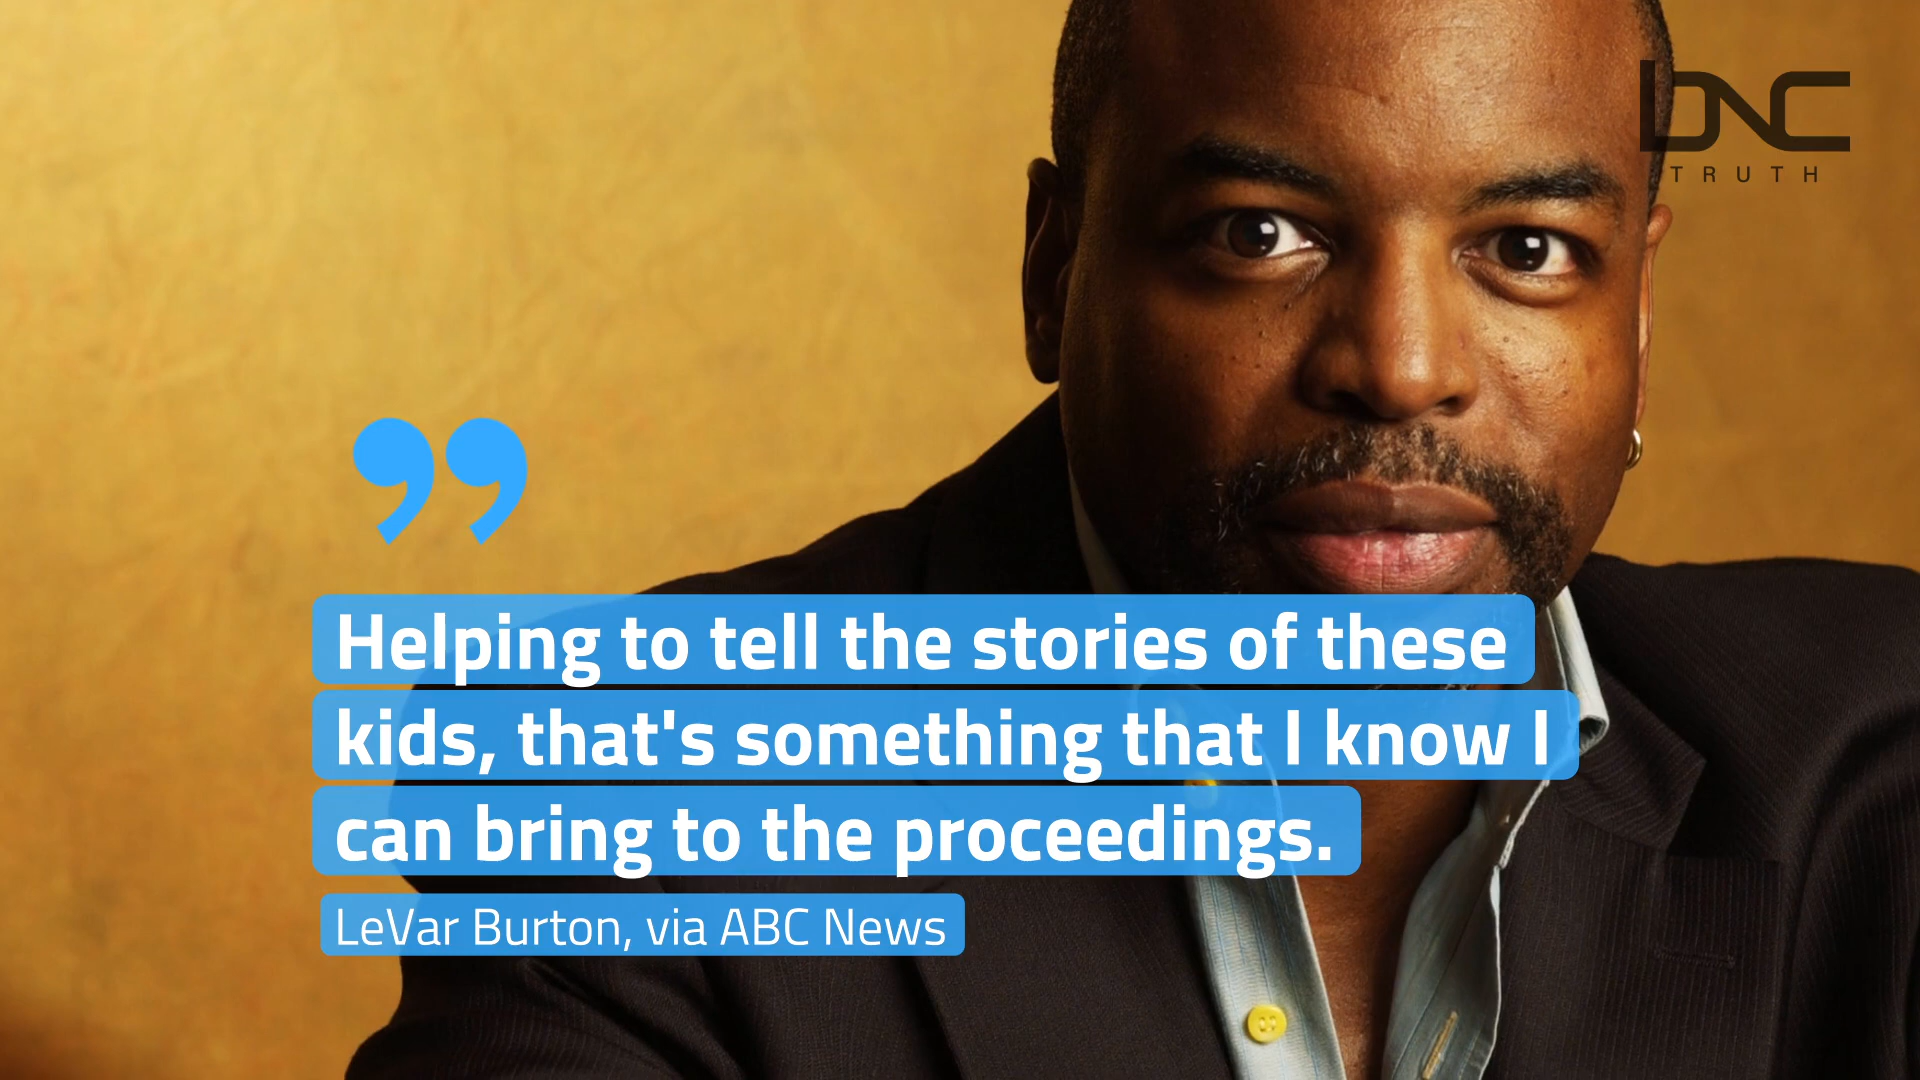 bnc
TRUTH
”
Helping to tell the stories of these
kids, that's something that I know I
can bring to the proceedings.
LeVar Burton, via ABC News